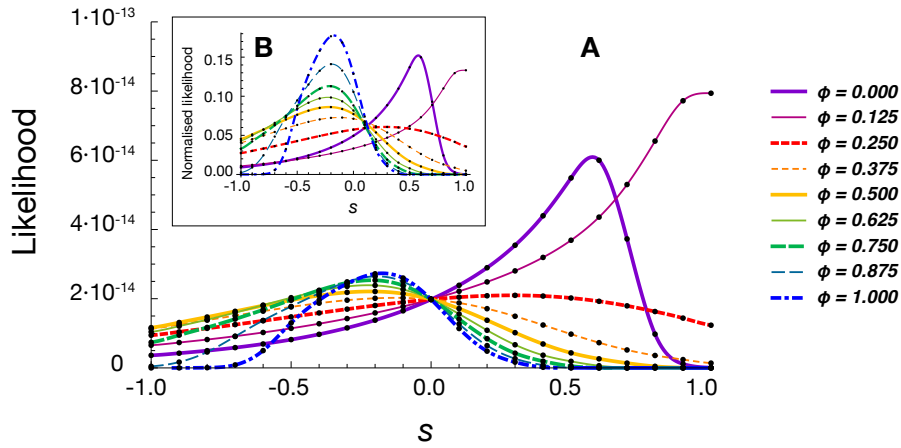 1·10⁻¹³
8·10⁻¹⁴
6·10⁻¹⁴
4·10⁻¹⁴
2·10⁻¹⁴
0
Likelihood
-1.0
-0.5
0.0
0.5
1.0
s
A
B
Normalised likelihood
0.15
0.10
0.05
0.00
-1.0
-0.5
0.0
0.5
1.0
s
ϕ = 0.000
ϕ = 0.125
ϕ = 0.250
ϕ = 0.375
ϕ = 0.500
ϕ = 0.625
ϕ = 0.750
ϕ = 0.875
ϕ = 1.000